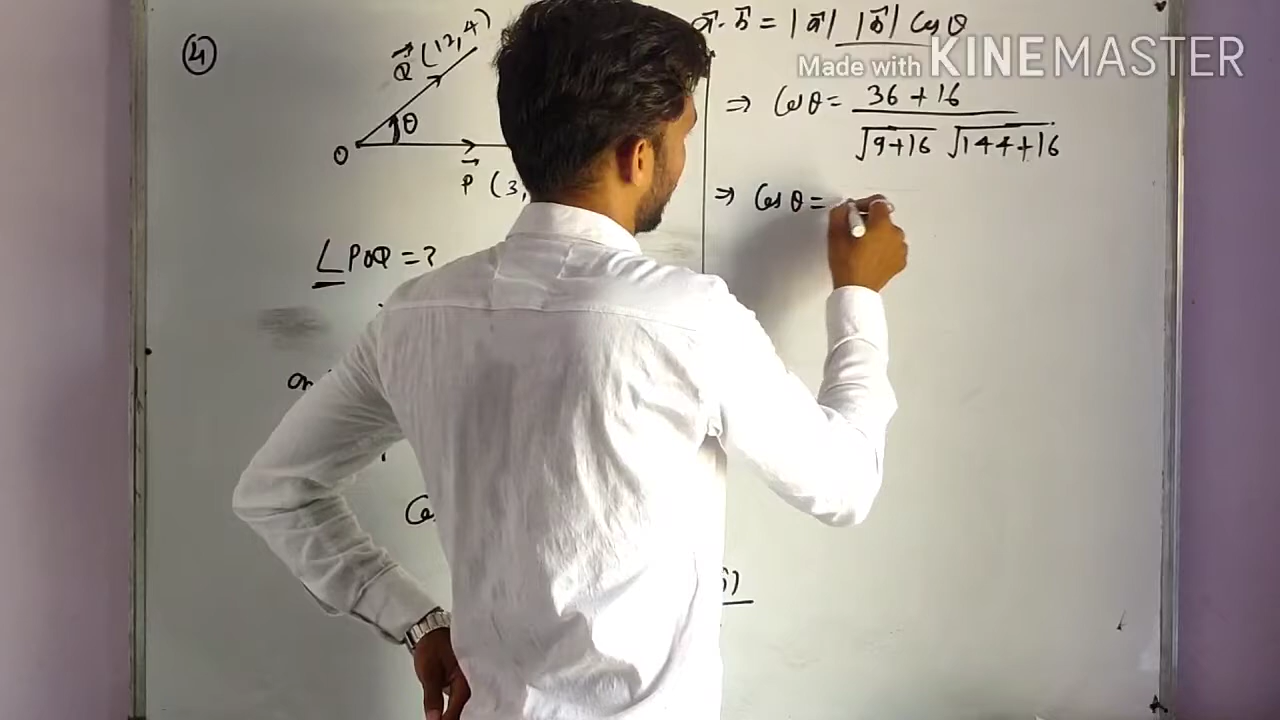 ④
Q⃗ (12,4)
θ
O
P⃗ (3,
∠POQ = ?
a⃗·b⃗ = |a⃗| |b⃗| Cosθ
Made with KINEMASTER
⇒ Cosθ = 36+16 / √9+16 √144+16
⇒ Cosθ =